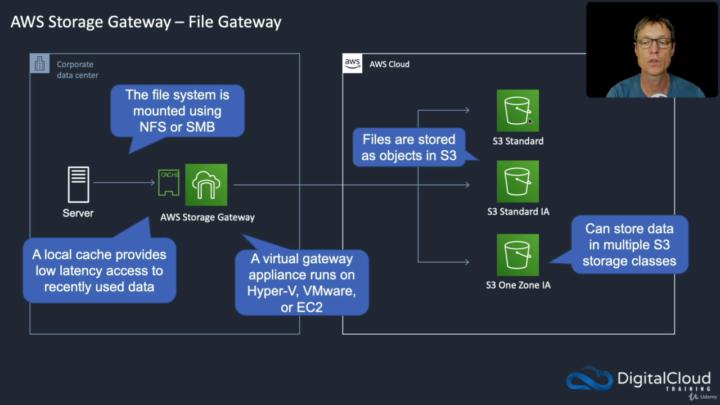 AWS Storage Gateway – File Gateway
Corporate
data center
aws
AWS Cloud
The file system is
mounted using
NFS or SMB
Files are stored
as objects in S3
S3 Standard
CACHE
Server
AWS Storage Gateway
S3 Standard IA
A local cache provides
low latency access to
recently used data
A virtual gateway
appliance runs on
Hyper-V, VMware,
or EC2
Can store data
in multiple S3
storage classes
S3 One Zone IA
DigitalCloud
TRAINING
Udemy